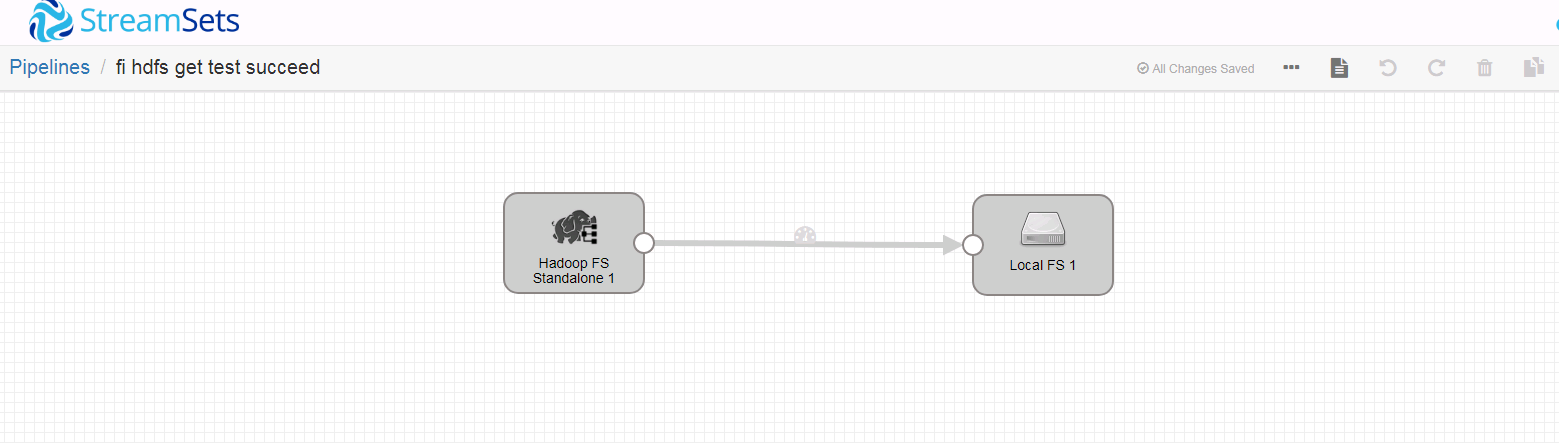 StreamSets
Pipelines / fi hdfs get test succeed
All Changes Saved
Hadoop FS
Standalone 1
Local FS 1